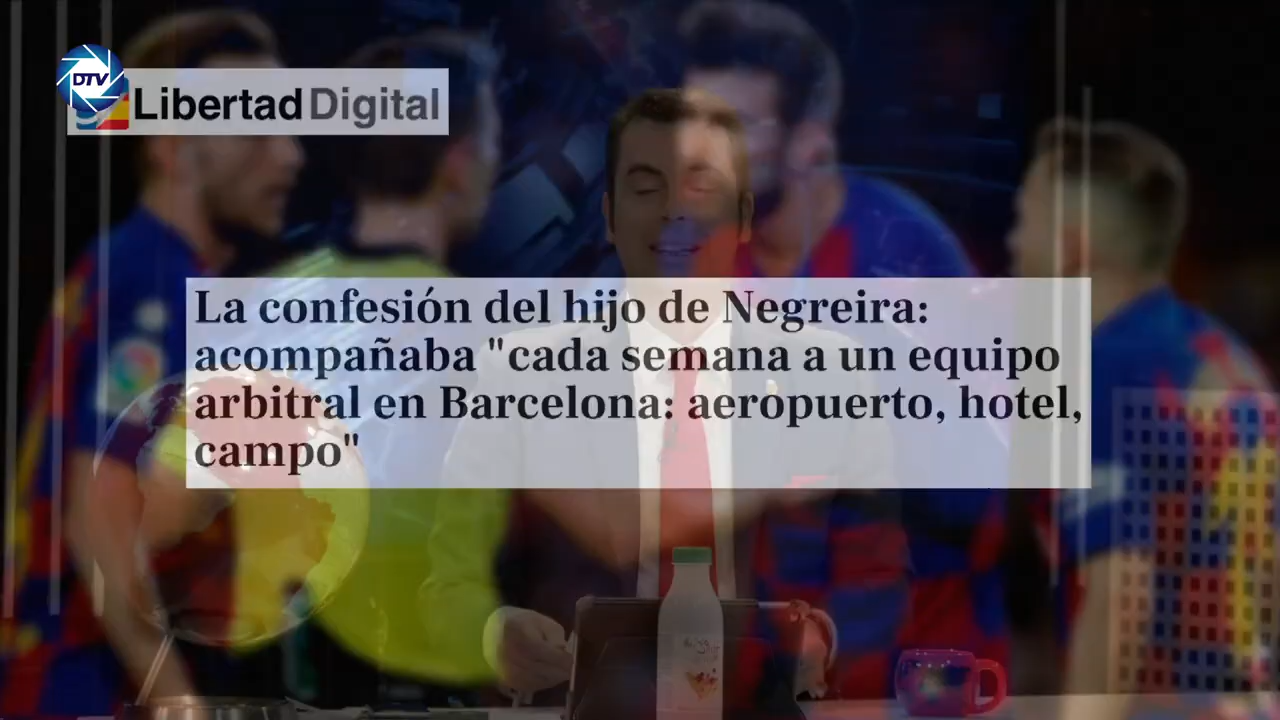 DTV
Libertad Digital
La confesión del hijo de Negreira:
acompañaba "cada semana a un equipo
arbitral en Barcelona: aeropuerto, hotel,
campo"